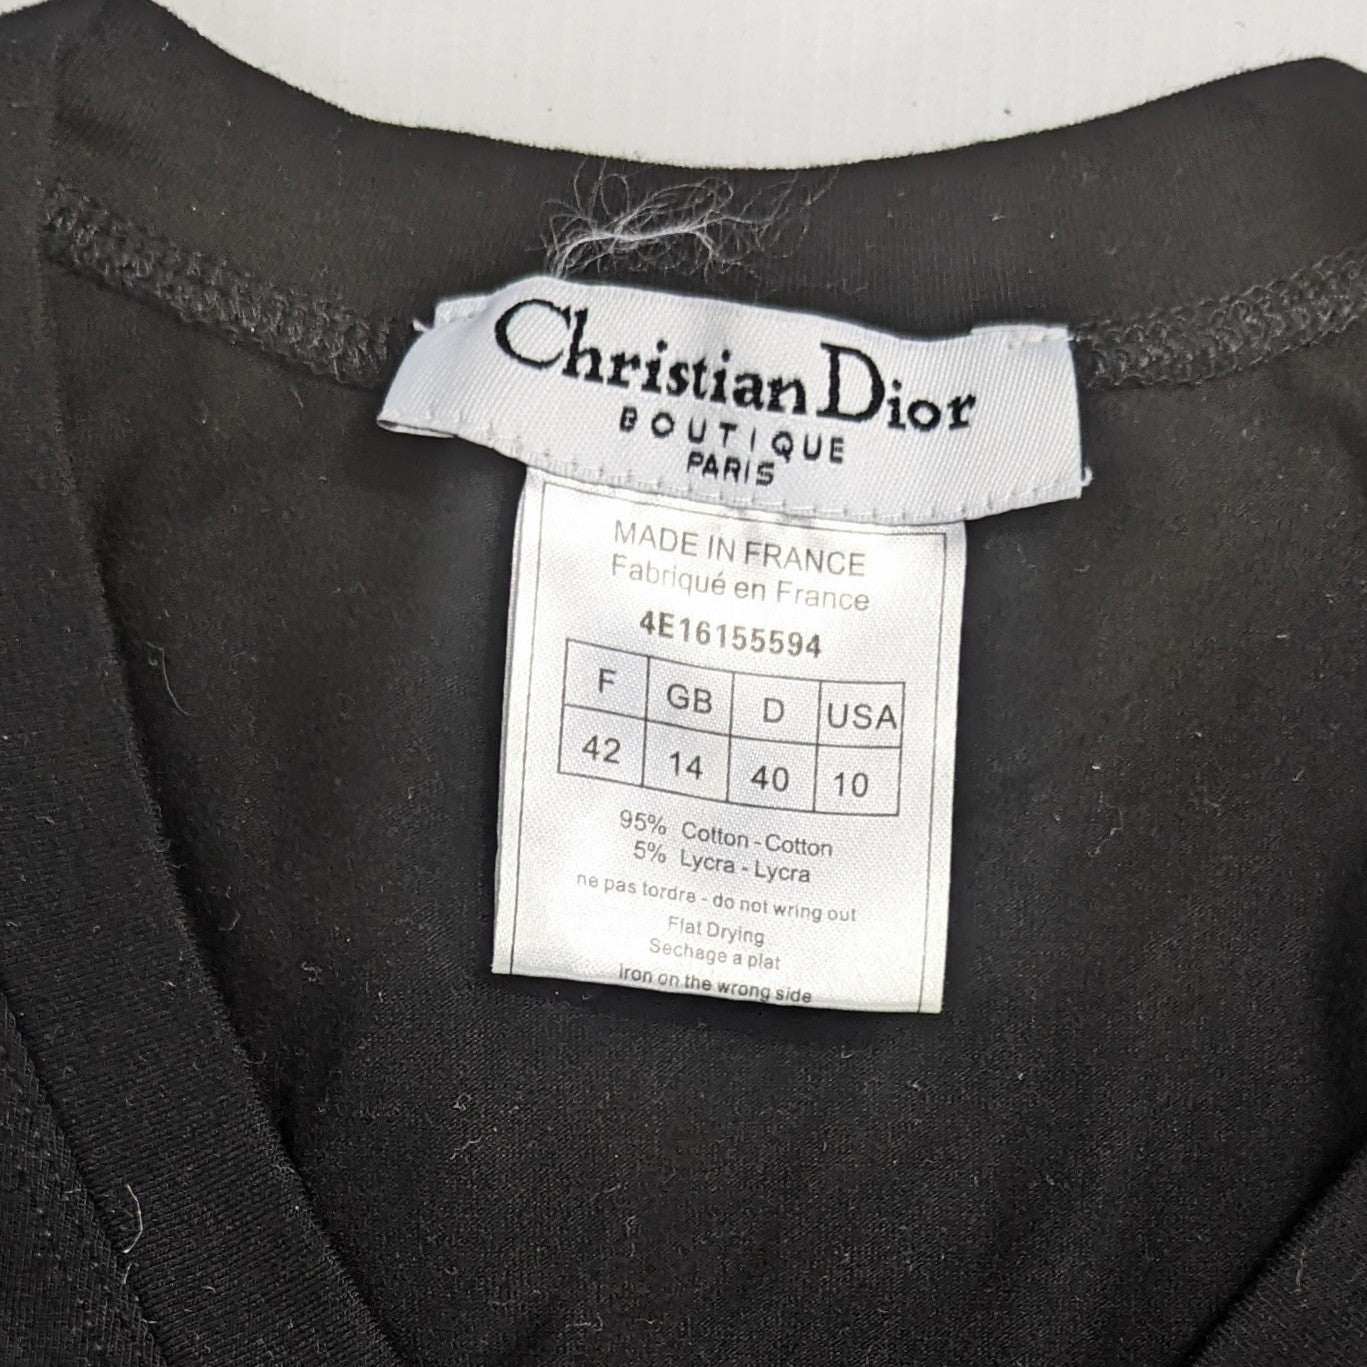 Christian Dior
BOUTIQUE
PARIS
MADE IN FRANCE
Fabriqué en France
4E16155594
F GB D USA
42 14 40 10
95% Cotton - Cotton
5% Lycra - Lycra
ne pas tordre - do not wring out
Flat Drying
Sechage a plat
Iron on the wrong side